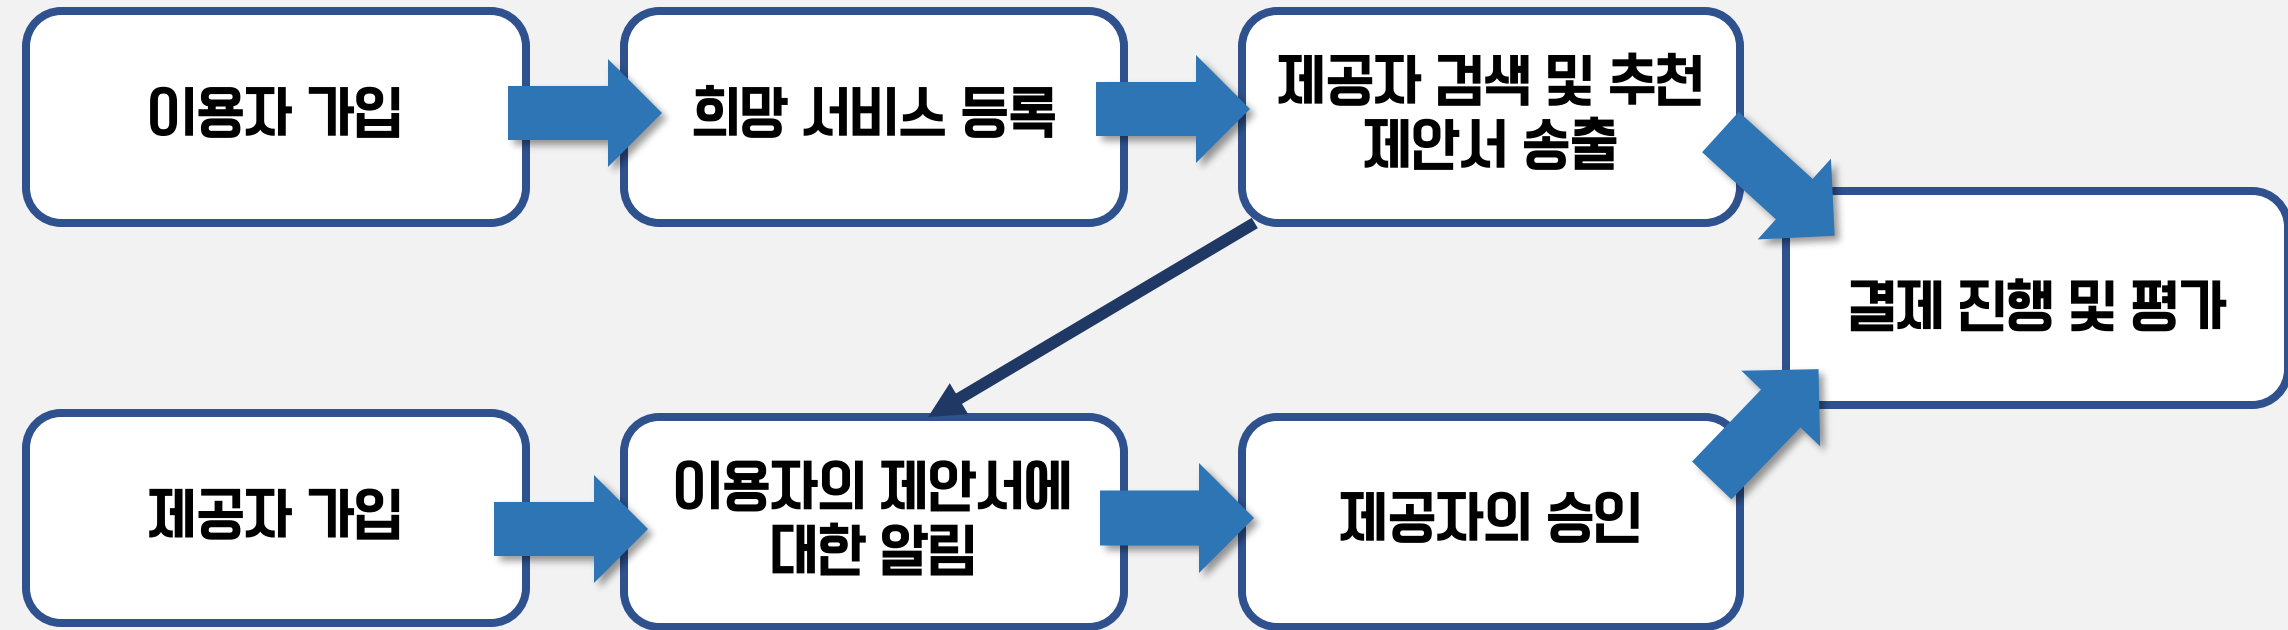 이용자 가입
희망 서비스 등록
제공자 검색 및 추천
제안서 송출
결제 진행 및 평가
제공자 가입
이용자의 제안서에
대한 알림
제공자의 승인